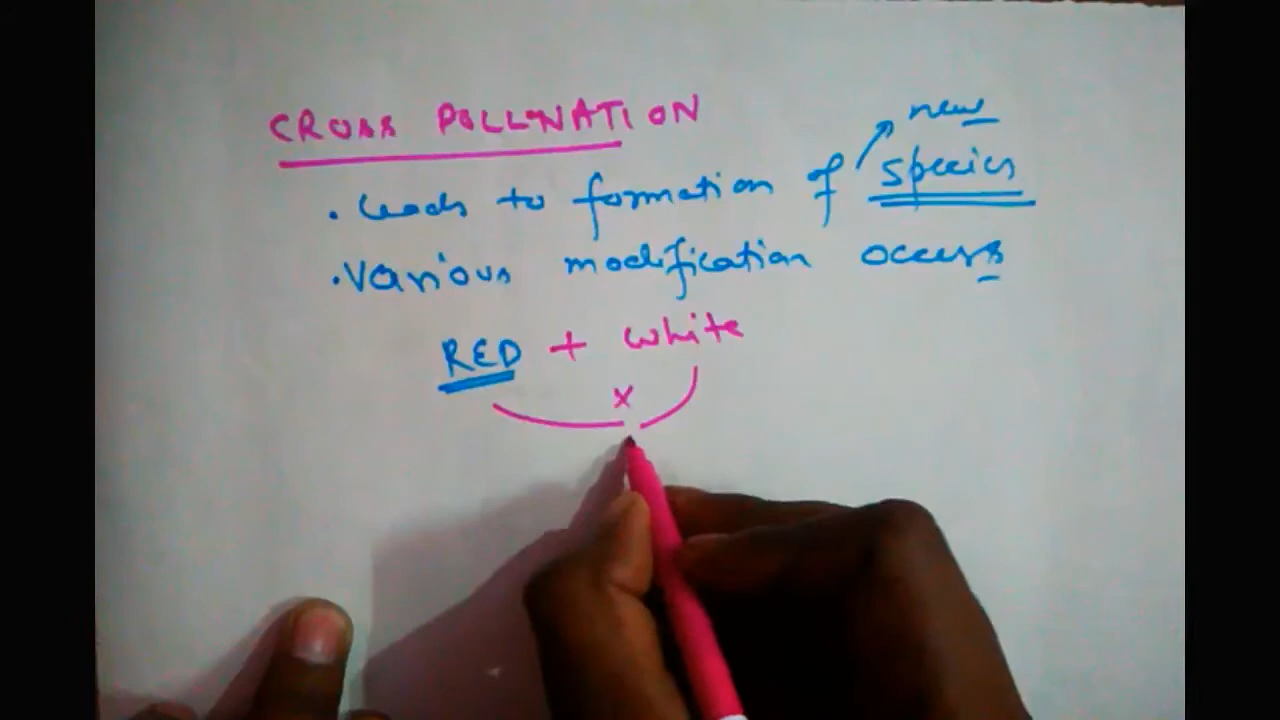 CROSS POLLINATION
new
• leads to formation of species
• Various modification occurs
RED + white
x